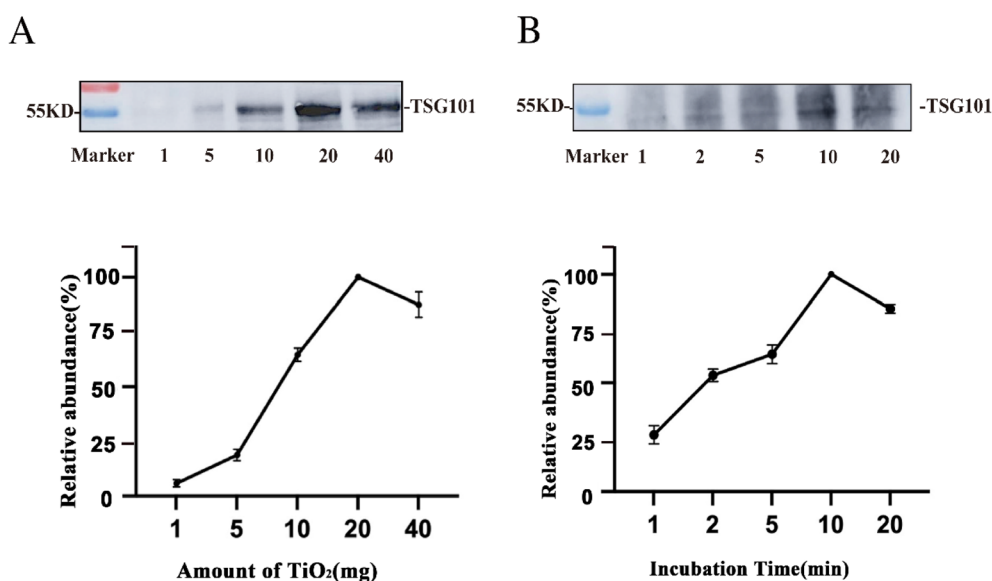 A
55KD-
-TSG101
Marker 1 5 10 20 40
Relative abundance(%)
100
75
50
25
0
1 5 10 20 40
Amount of TiO₂(mg)
B
55KD-
-TSG101
Marker 1 2 5 10 20
Relative abundance(%)
100
75
50
25
0
1 2 5 10 20
Incubation Time(min)